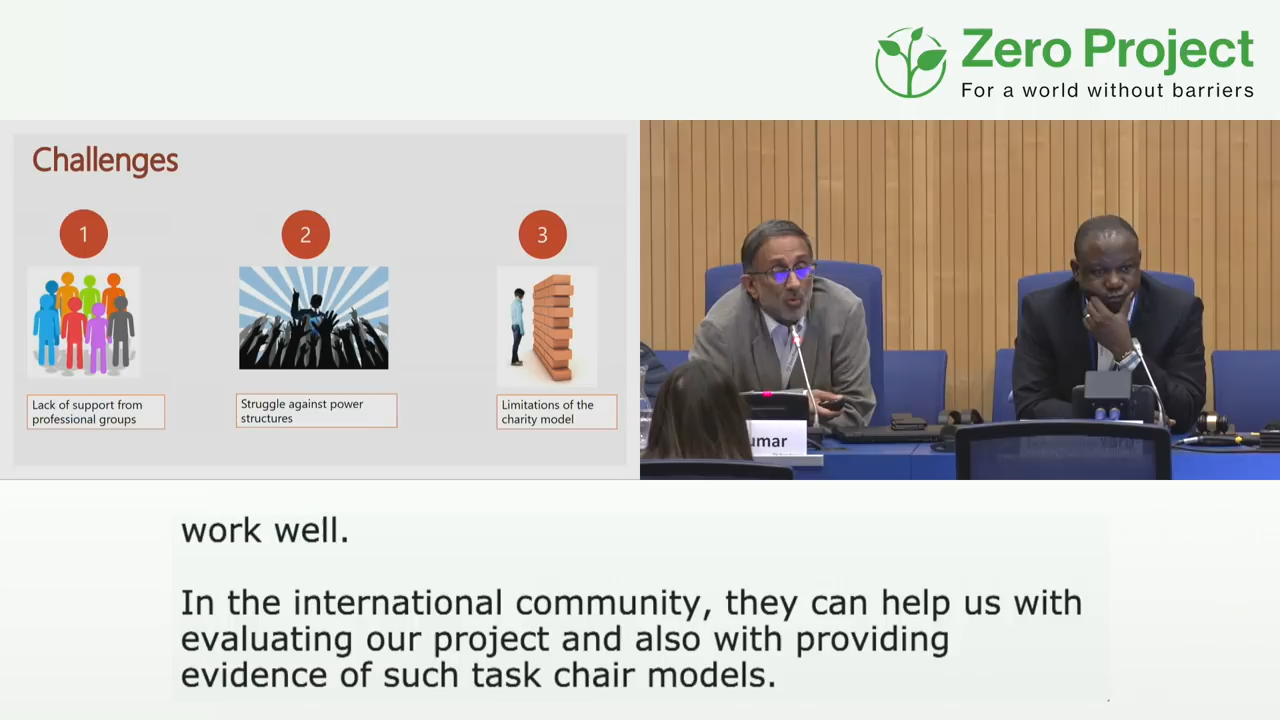 Zero Project
For a world without barriers
Challenges
1
2
3
Lack of support from
professional groups
Struggle against power
structures
Limitations of the
charity model
umar
work well.
In the international community, they can help us with
evaluating our project and also with providing
evidence of such task chair models.